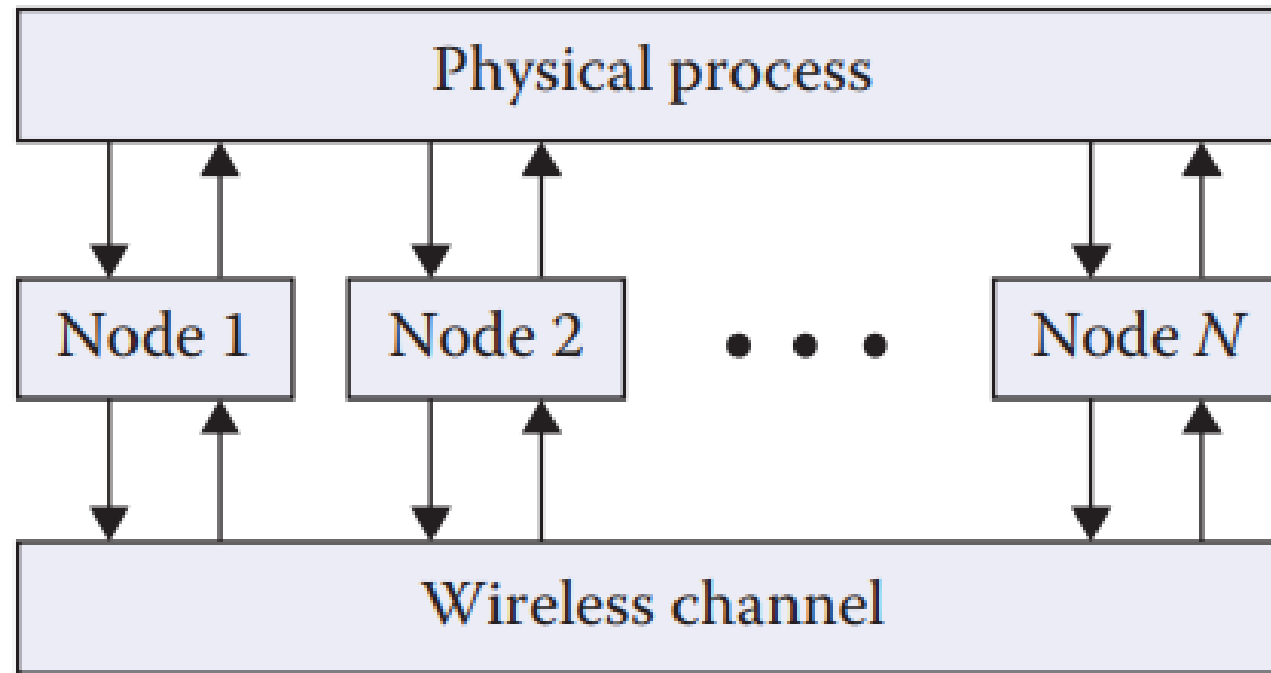 Physical process
Node 1
Node 2
Node N
Wireless channel